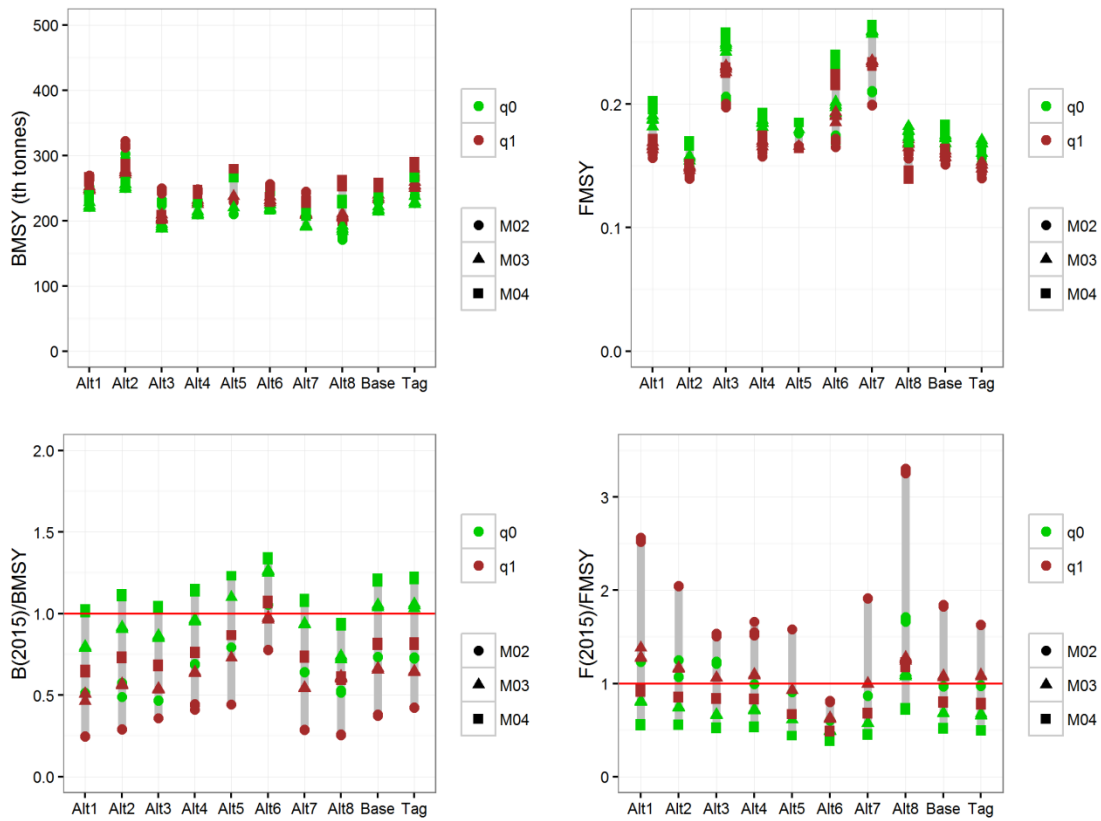 BMSY (th tonnes)
500
400
300
200
100
0
Alt1 Alt2 Alt3 Alt4 Alt5 Alt6 Alt7 Alt8 Base Tag
q0
q1
M02
M03
M04
FMSY
0.2
0.1
0.0
Alt1 Alt2 Alt3 Alt4 Alt5 Alt6 Alt7 Alt8 Base Tag
q0
q1
M02
M03
M04
B(2015)/BMSY
2.0
1.5
1.0
0.5
0.0
Alt1 Alt2 Alt3 Alt4 Alt5 Alt6 Alt7 Alt8 Base Tag
q0
q1
M02
M03
M04
F(2015)/FMSY
3
2
1
0
Alt1 Alt2 Alt3 Alt4 Alt5 Alt6 Alt7 Alt8 Base Tag
q0
q1
M02
M03
M04